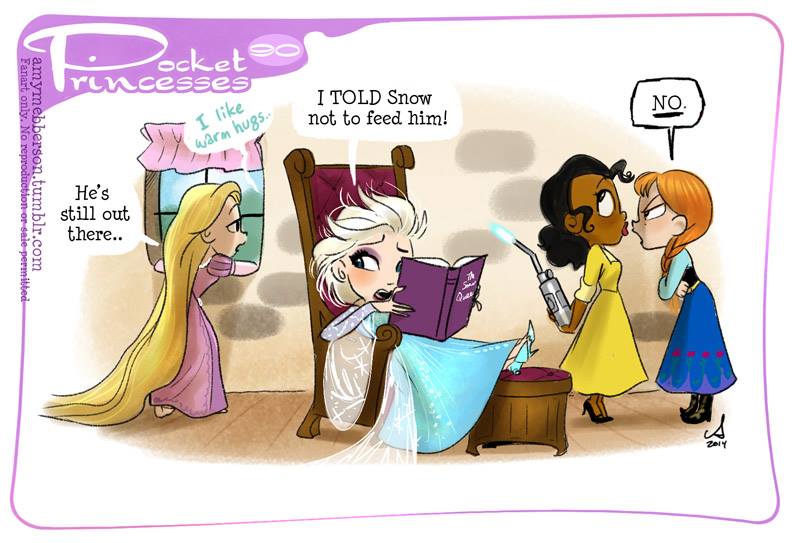 Pocket
Princesses
90
amymebberson.tumblr.com
Fanart only. No reproduction or sale permitted
I like
warm hugs..
He's
still out
there..
I TOLD Snow
not to feed him!
The
Snow
Queen
NO.
2014